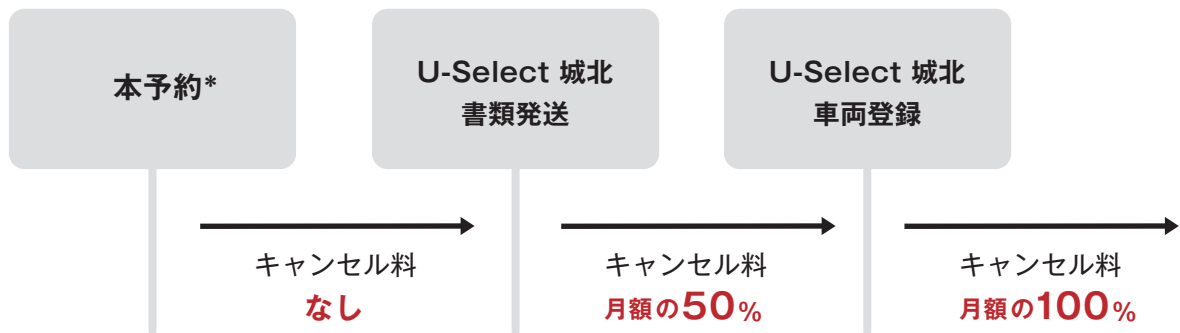 本予約*
U-Select 城北
書類発送
U-Select 城北
車両登録
キャンセル料
なし
キャンセル料
月額の50%
キャンセル料
月額の100%